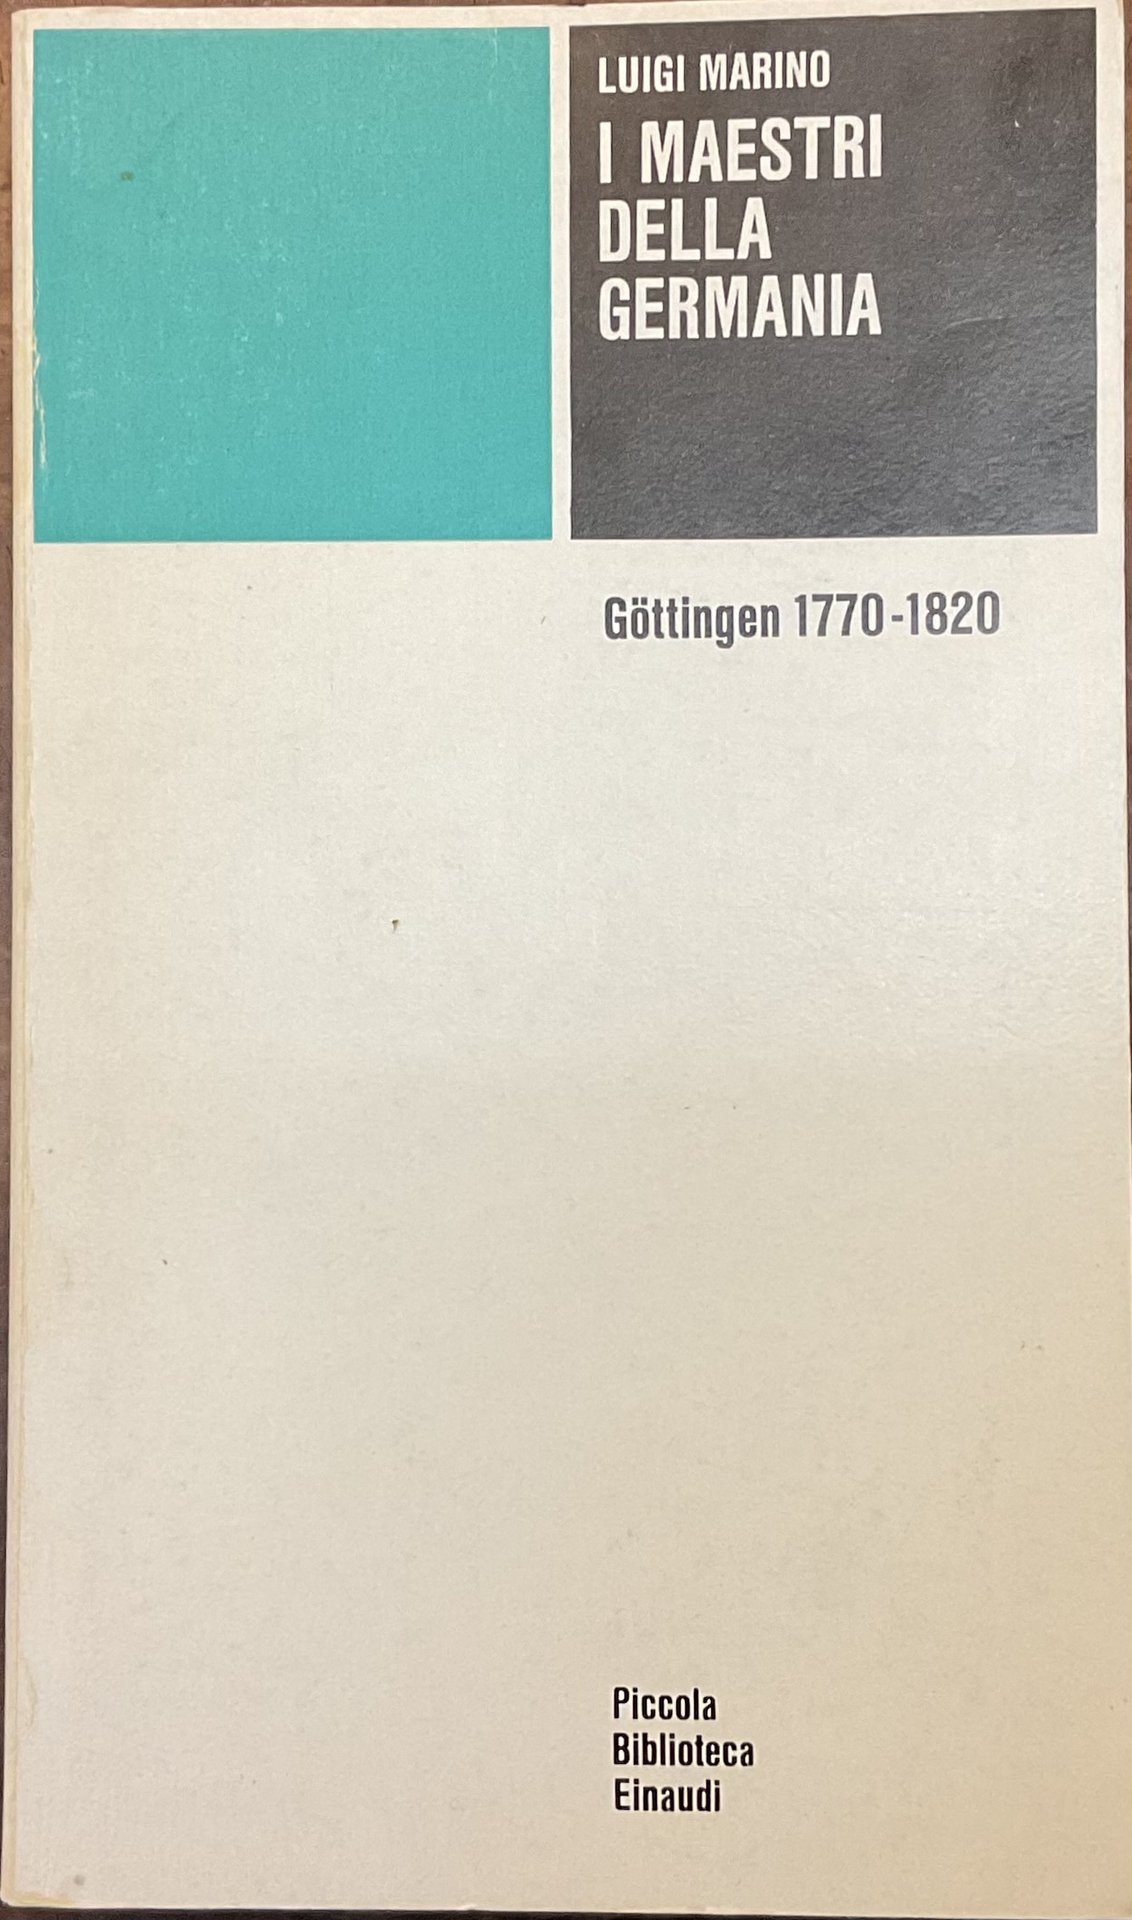 LUIGI MARINO
I MAESTRI
DELLA
GERMANIA
Göttingen 1770-1820
Piccola
Biblioteca
Einaudi